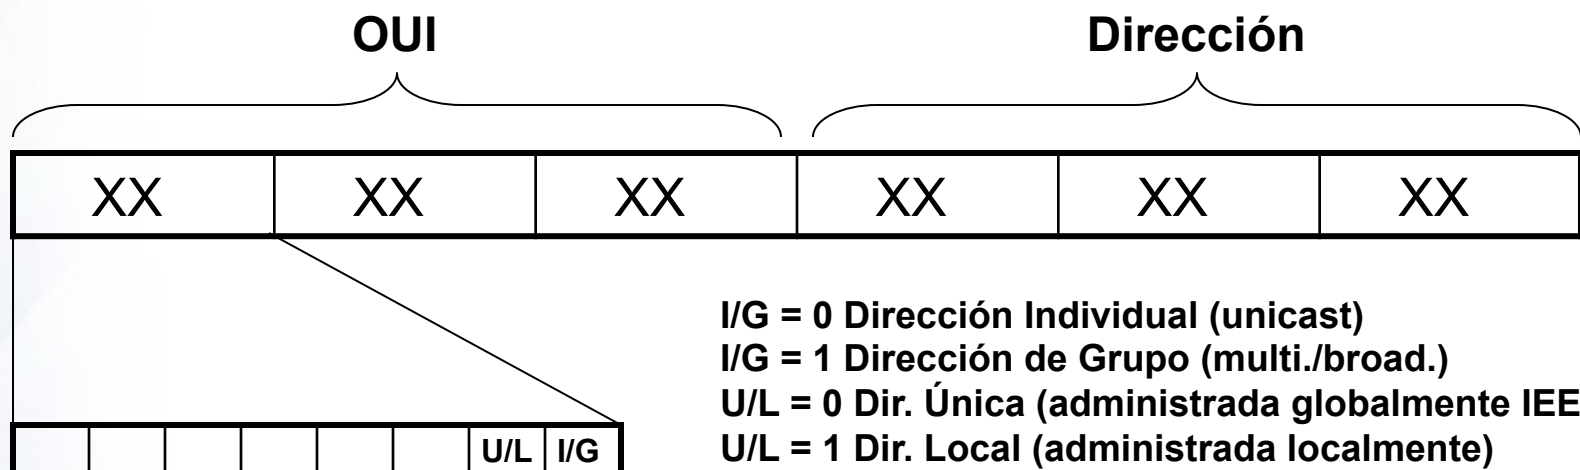 OUI Dirección
XX XX XX XX XX XX
I/G = 0 Dirección Individual (unicast)
I/G = 1 Dirección de Grupo (multi./broad.)
U/L = 0 Dir. Única (administrada globalmente IEE
U/L = 1 Dir. Local (administrada localmente)
U/L I/G